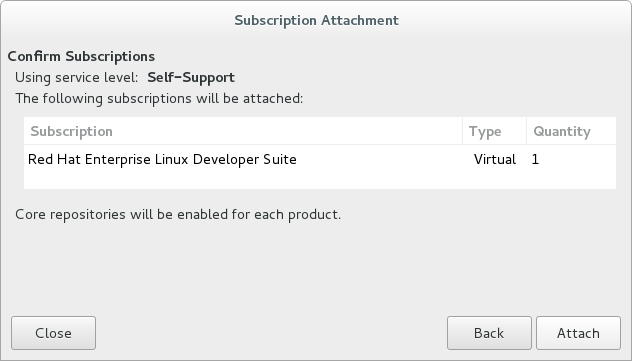 Subscription Attachment
Confirm Subscriptions
Using service level: Self-Support
The following subscriptions will be attached:
Subscription Type Quantity
Red Hat Enterprise Linux Developer Suite Virtual 1
Core repositories will be enabled for each product.
Close Back Attach